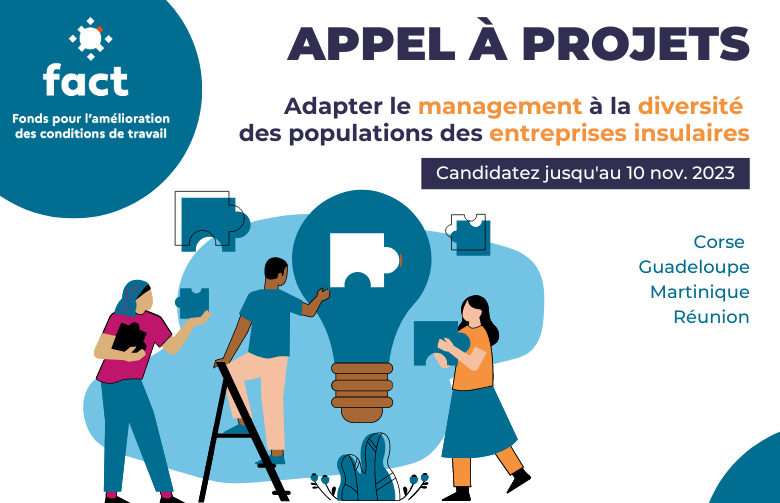 fact
Fonds pour l'amélioration
des conditions de travail
APPEL À PROJETS
Adapter le management à la diversité
des populations des entreprises insulaires
Candidatez jusqu'au 10 nov. 2023
Corse
Guadeloupe
Martinique
Réunion